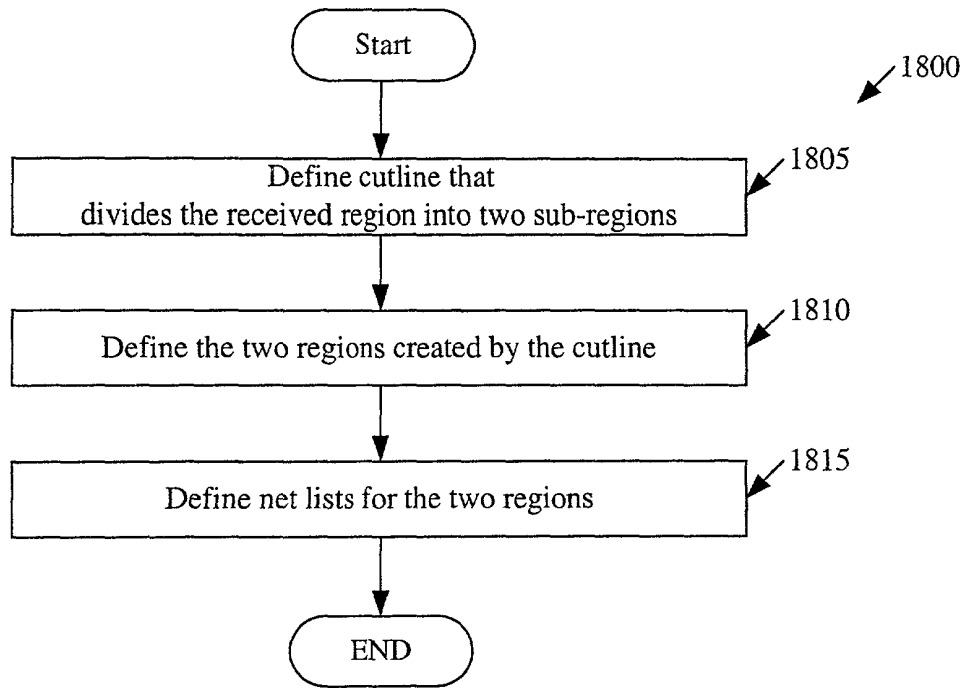 Start
1800
1805
Define cutline that
divides the received region into two sub-regions
1810
Define the two regions created by the cutline
1815
Define net lists for the two regions
END